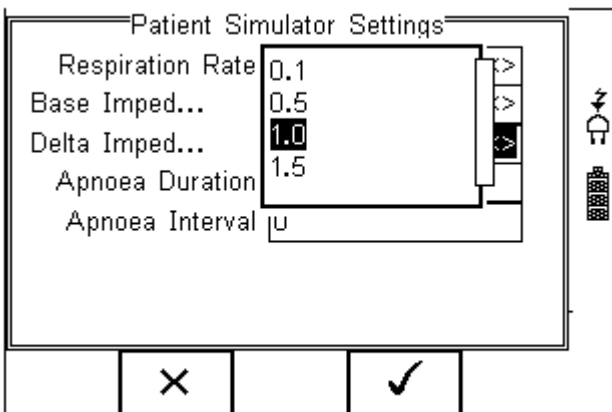 Patient Simulator Settings
Respiration Rate
0.1
<>
Base Imped...
0.5
<>
Delta Imped...
1.0
<>
1.5
Apnoea Duration
Apnoea Interval